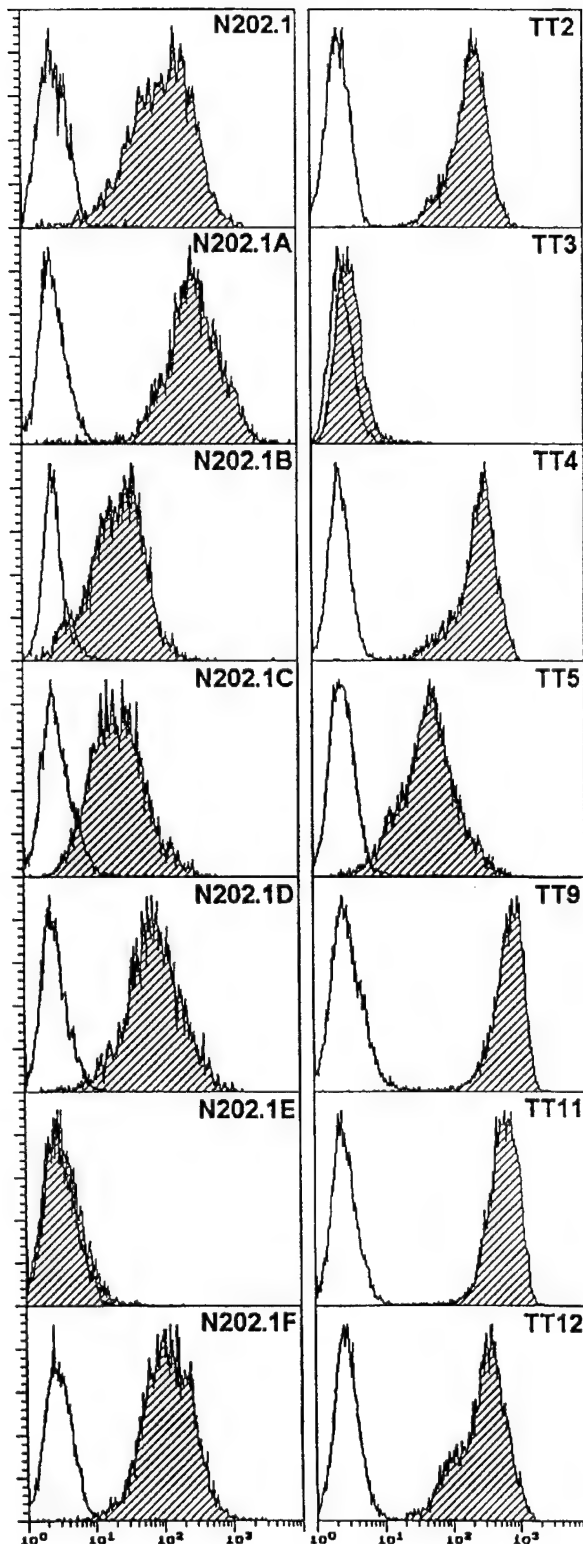 N202.1 TT2
N202.1A TT3
N202.1B TT4
N202.1C TT5
N202.1D TT9
N202.1E TT11
N202.1F TT12
10⁰ 10¹ 10² 10³ 10⁰ 10¹ 10² 10³